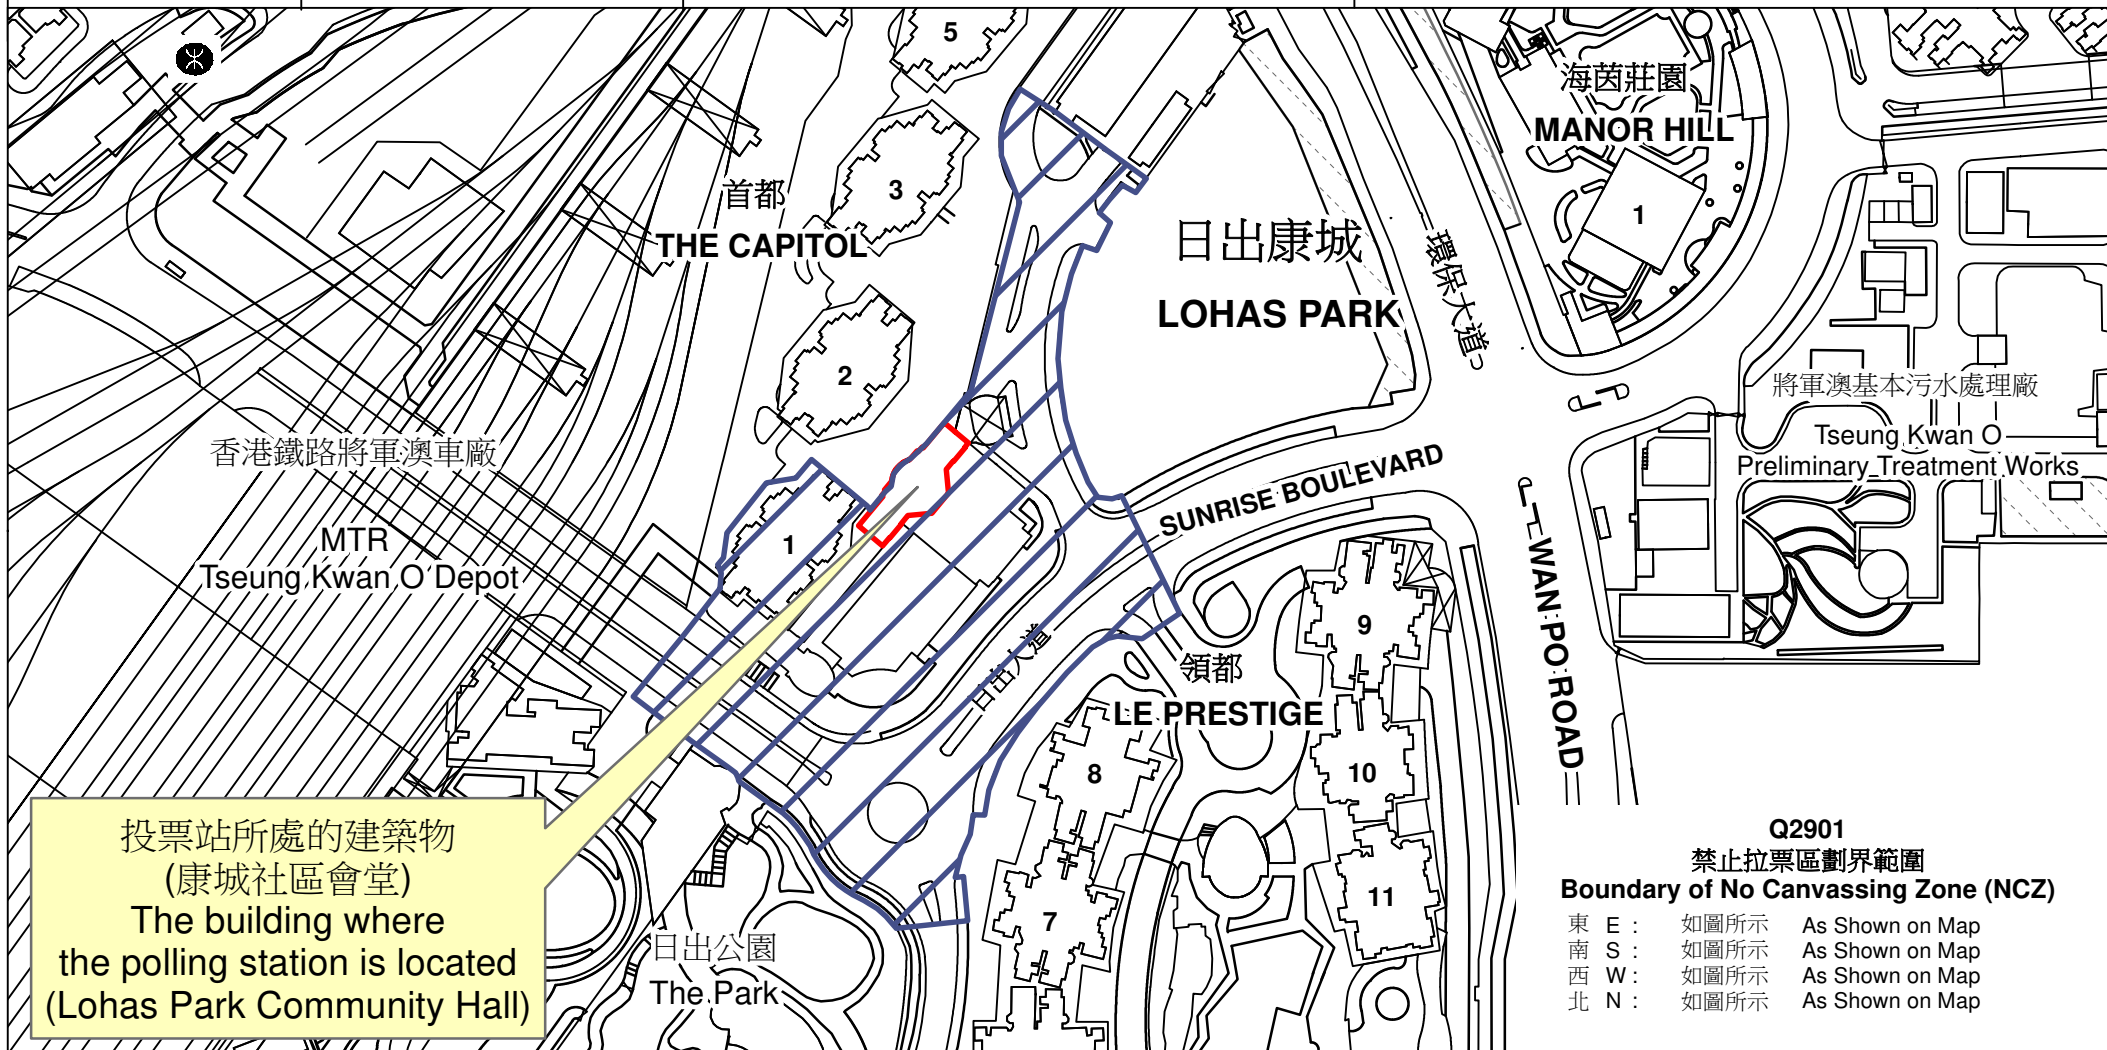 5
海茵莊園
MANOR HILL
1
3
首都
THE CAPITOL
日出康城
LOHAS PARK
環保大道
2
將軍澳基本污水處理廠
Tseung Kwan O
Preliminary Treatment Works
香港鐵路將軍澳車廠
MTR
Tseung Kwan O Depot
1
SUNRISE BOULEVARD
WAN PO ROAD
日出大道
9
領都
LE PRESTIGE
8
10
7
11
日出公園
The Park
投票站所處的建築物
(康城社區會堂)
The building where
the polling station is located
(Lohas Park Community Hall)
Q2901
禁止拉票區劃界範圍
Boundary of No Canvassing Zone (NCZ)
東 E : 如圖所示 As Shown on Map
南 S : 如圖所示 As Shown on Map
西 W : 如圖所示 As Shown on Map
北 N : 如圖所示 As Shown on Map